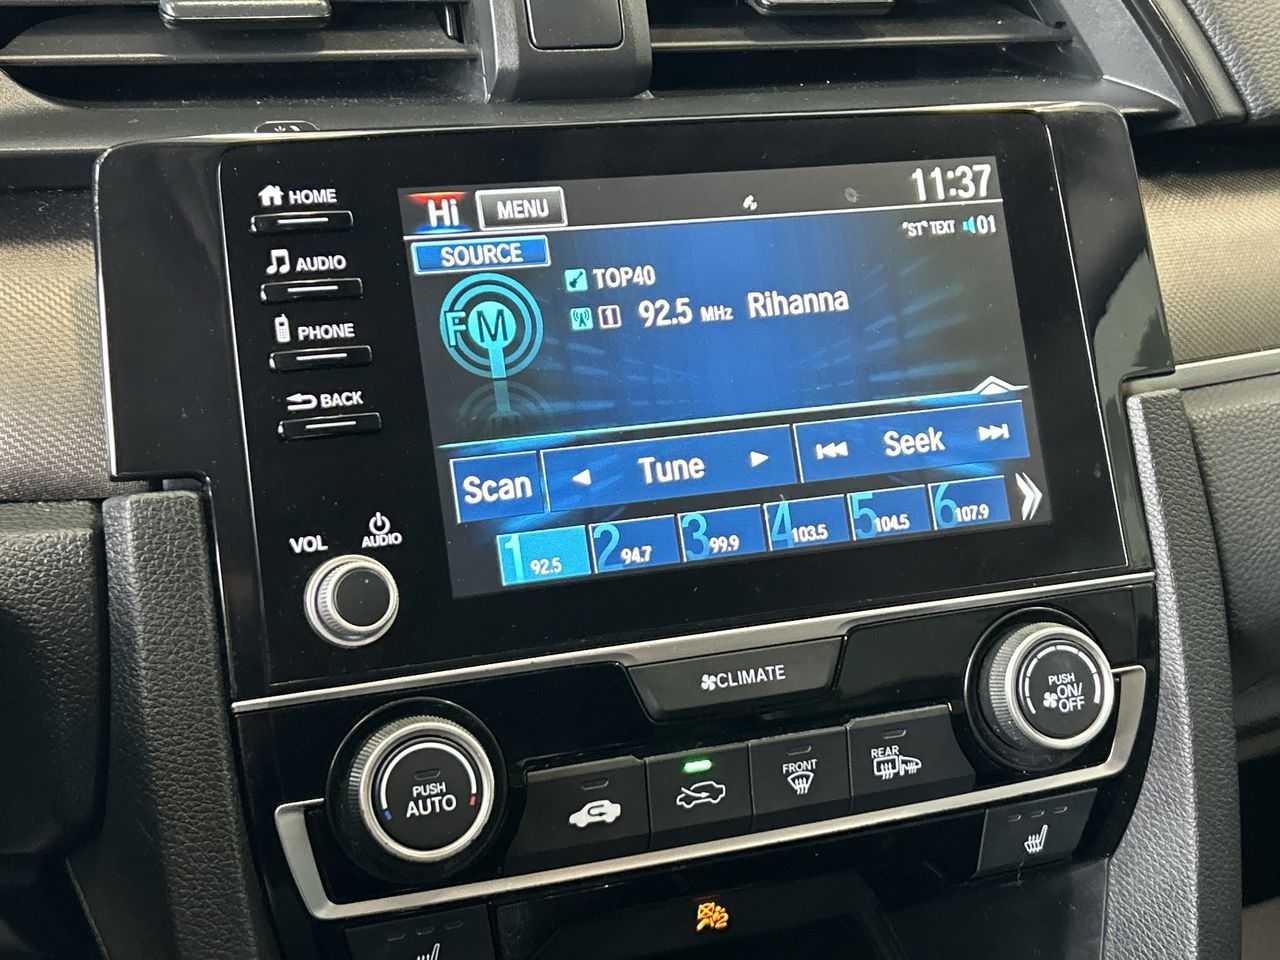 HOME
AUDIO
PHONE
BACK
VOL
AUDIO
Hi MENU 11:37
SOURCE "ST" TEXT 01
FM
TOP40
1 92.5 MHz Rihanna
Scan Tune Seek
1 92.5 2 94.7 3 99.9 4 103.5 5 104.5 6 107.9
CLIMATE
PUSH
AUTO
FRONT
REAR
PUSH
ON/
OFF
2